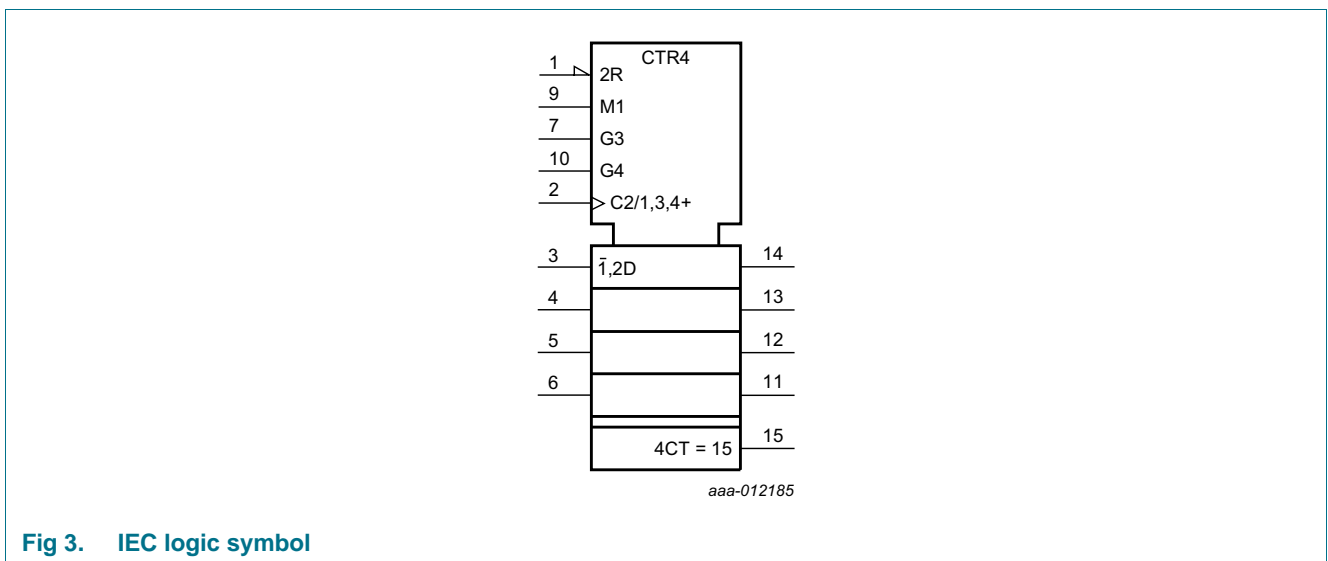 CTR4
1 2R
9 M1
7 G3
10 G4
2 C2/1,3,4+
3 1̄,2D 14
4 13
5 12
6 11
4CT = 15 15
aaa-012185
Fig 3. IEC logic symbol